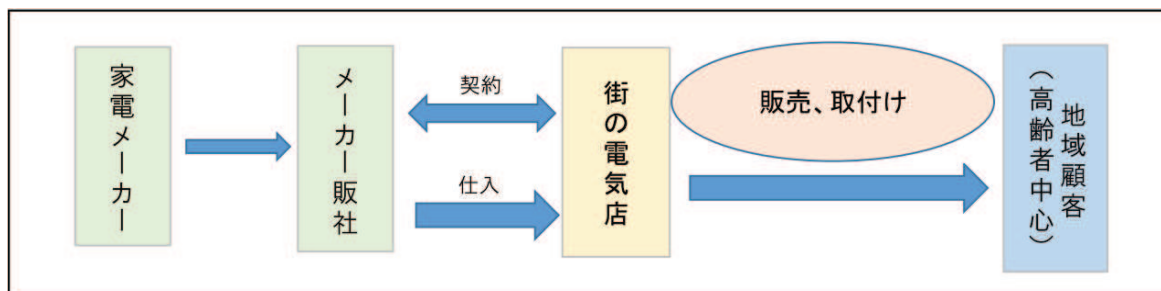 家電メーカー
メーカー販社
契約
仕入
街の電気店
販売、取付け
地域顧客
（高齢者中心）